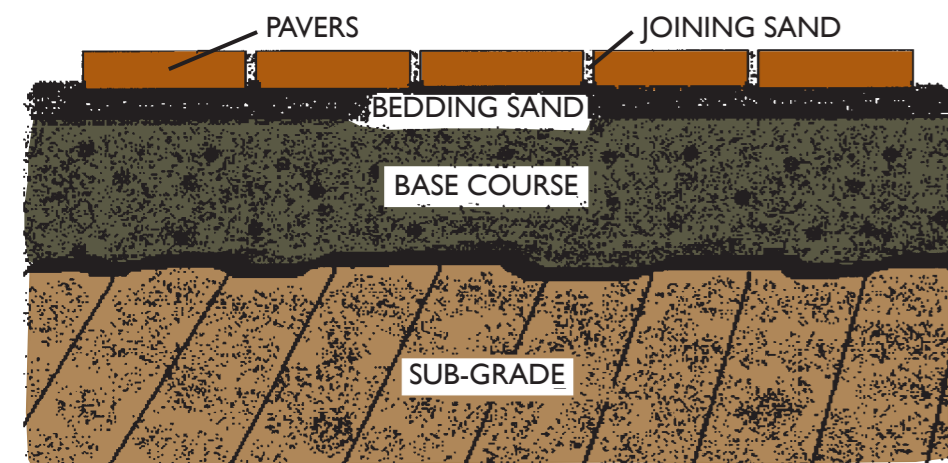 PAVERS
JOINING SAND
BEDDING SAND
BASE COURSE
SUB-GRADE